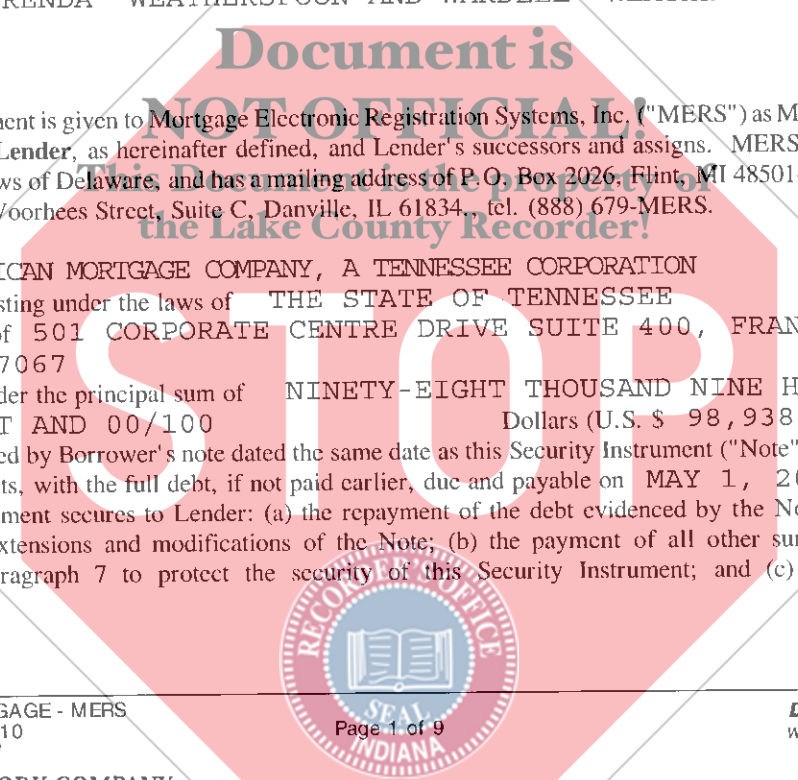 WEATHERSPOON AND WARDELL
Document is
NOT OFFICIAL!
ent is given to Mortgage Electronic Registration Systems, Inc. ("MERS") as M
Lender, as hereinafter defined, and Lender's successors and assigns. MERS
ws of Delaware, and has a mailing address of P.O. Box 2026, Flint, MI 48501-
This Document is the property of
Voorhees Street, Suite C, Danville, IL 61834., tel. (888) 679-MERS.
the Lake County Recorder!
ICAN MORTGAGE COMPANY, A TENNESSEE CORPORATION
sting under the laws of THE STATE OF TENNESSEE
of 501 CORPORATE CENTRE DRIVE SUITE 400, FRAN
7067
der the principal sum of NINETY-EIGHT THOUSAND NINE H
T AND 00/100 Dollars (U.S. $ 98,938
STOP
ed by Borrower's note dated the same date as this Security Instrument ("Note"
ts, with the full debt, if not paid earlier, due and payable on MAY 1, 2
ment secures to Lender: (a) the repayment of the debt evidenced by the No
xtensions and modifications of the Note; (b) the payment of all other sur
aragraph 7 to protect the security of this Security Instrument; and (c)
RECORDER'S OFFICE
SEAL
INDIANA
GAGE - MERS
10
Page 1 of 9